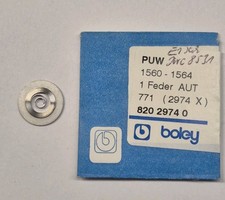 PUW
1560 - 1564
1 Feder AUT
771 (2974 X)
820 2974 0
boley